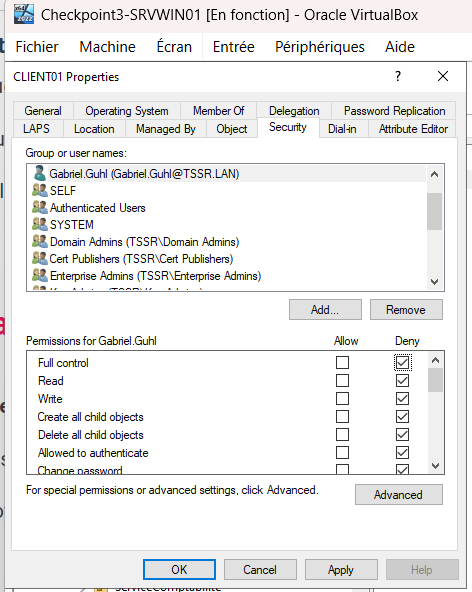 Checkpoint3-SRVWIN01 [En fonction] - Oracle VirtualBox
Fichier Machine Écran Entrée Périphériques Aide
CLIENT01 Properties ? ×
General Operating System Member Of Delegation Password Replication
LAPS Location Managed By Object Security Dial-in Attribute Editor
Group or user names:
Gabriel.Guhl (Gabriel.Guhl@TSSR.LAN)
SELF
Authenticated Users
SYSTEM
Domain Admins (TSSR\Domain Admins)
Cert Publishers (TSSR\Cert Publishers)
Enterprise Admins (TSSR\Enterprise Admins)
Add... Remove
Permissions for Gabriel.Guhl Allow Deny
Full control
Read
Write
Create all child objects
Delete all child objects
Allowed to authenticate
Change password
For special permissions or advanced settings, click Advanced.
Advanced
OK Cancel Apply Help
ServiceComptabilite